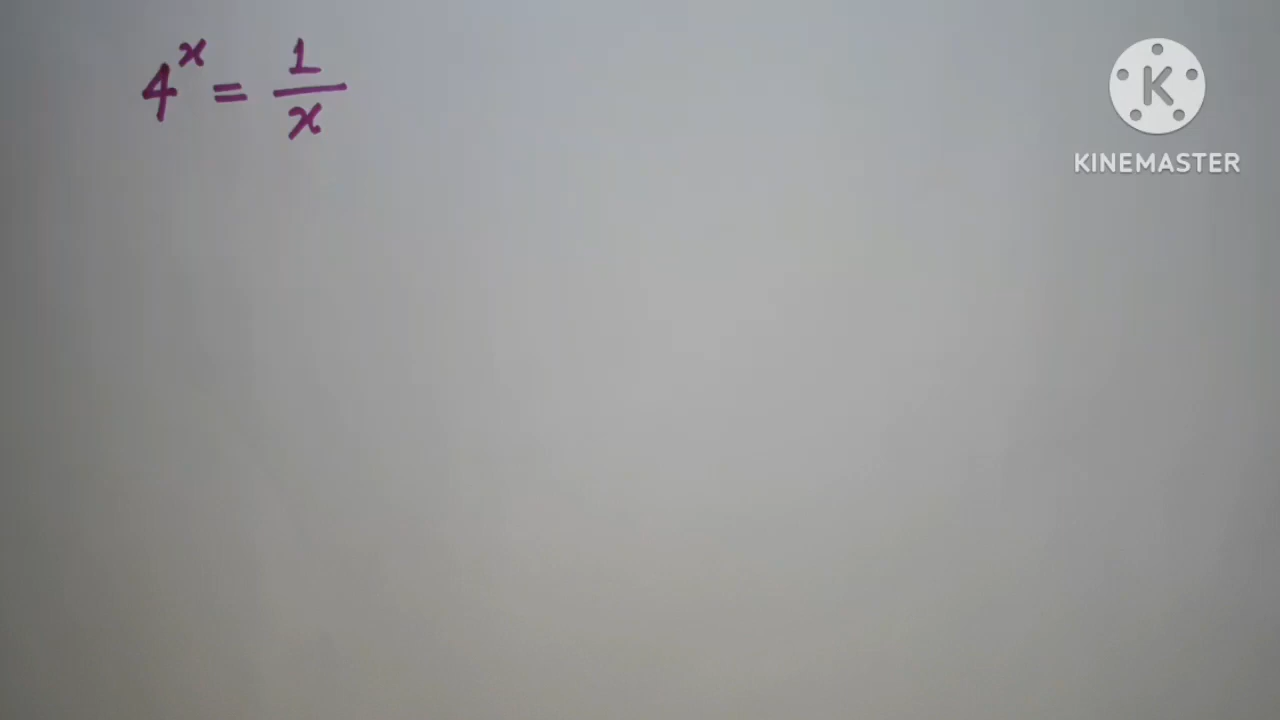 4^x = 1/x
K
KINEMASTER